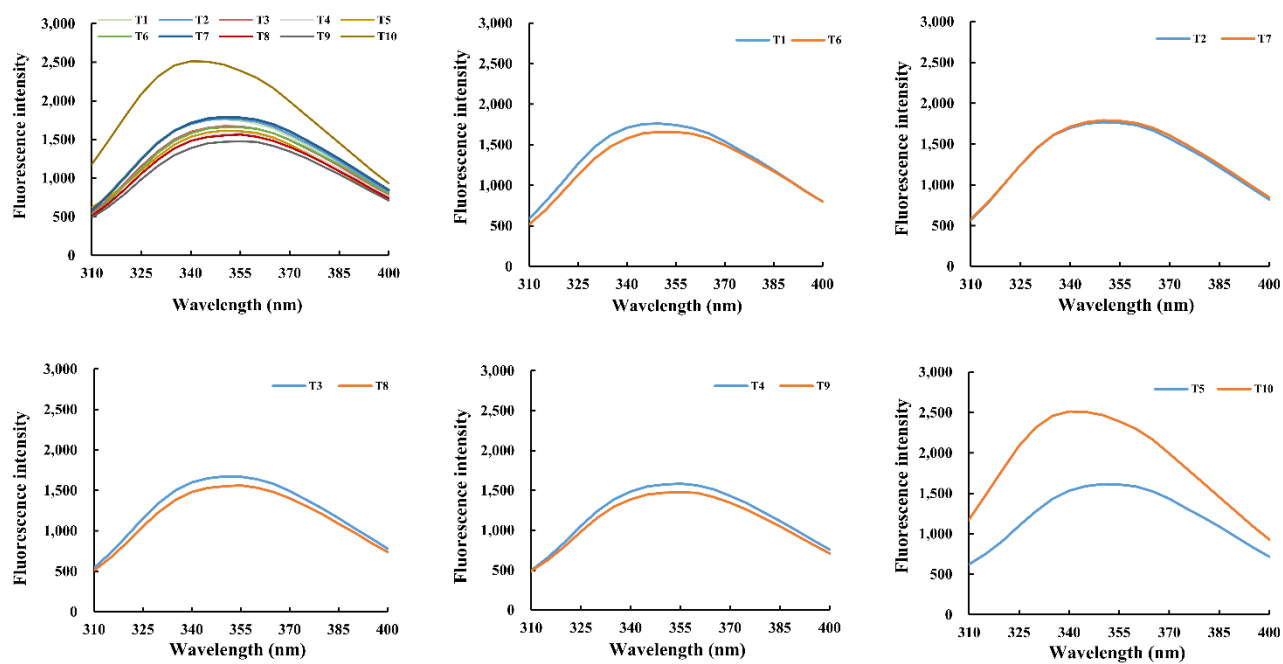 T1 T2 T3 T4 T5
T6 T7 T8 T9 T10
Fluorescence intensity
3,000
2,500
2,000
1,500
1,000
500
0
310 325 340 355 370 385 400
Wavelength (nm)
T1 T6
Fluorescence intensity
3,000
2,500
2,000
1,500
1,000
500
0
310 325 340 355 370 385 400
Wavelength (nm)
T2 T7
Fluorescence intensity
3,000
2,500
2,000
1,500
1,000
500
0
310 325 340 355 370 385 400
Wavelength (nm)
T3 T8
Fluorescence intensity
3,000
2,500
2,000
1,500
1,000
500
0
310 325 340 355 370 385 400
Wavelength (nm)
T4 T9
Fluorescence intensity
3,000
2,500
2,000
1,500
1,000
500
0
310 325 340 355 370 385 400
Wavelength (nm)
T5 T10
Fluorescence intensity
3,000
2,500
2,000
1,500
1,000
500
0
310 325 340 355 370 385 400
Wavelength (nm)